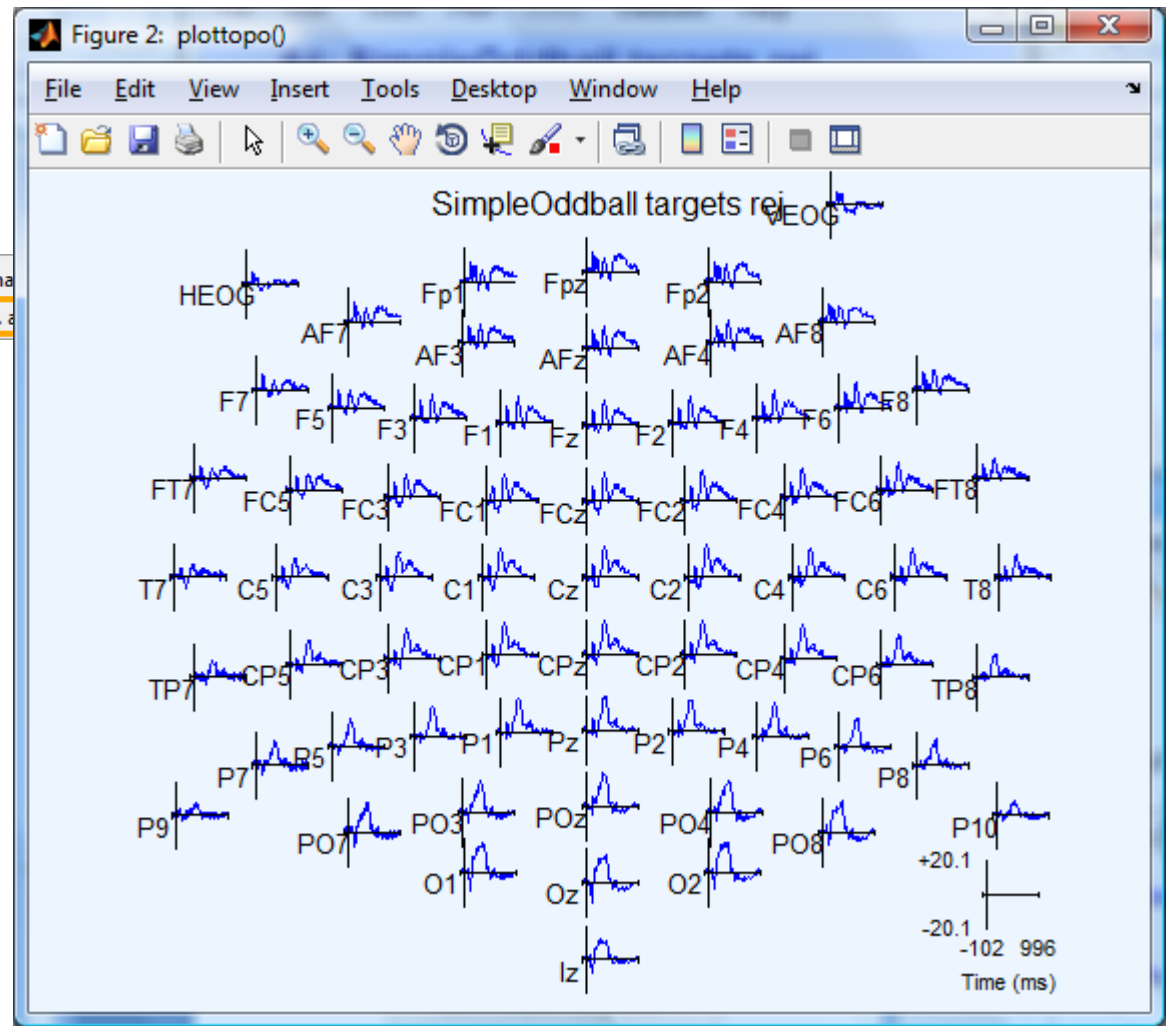 Figure 2: plottopo()
File Edit View Insert Tools Desktop Window Help
SimpleOddball targets rej
VEOG
HEOG
Fp1 Fpz Fp2
AF7 AF3 AFz AF4 AF8
F7 F5 F3 F1 Fz F2 F4 F6 F8
FT7 FC5 FC3 FC1 FCz FC2 FC4 FC6 FT8
T7 C5 C3 C1 Cz C2 C4 C6 T8
TP7 CP5 CP3 CP1 CPz CP2 CP4 CP6 TP8
P7 P5 P3 P1 Pz P2 P4 P6 P8
P9 PO7 PO3 POz PO4 PO8 P10
O1 Oz O2
Iz
+20.1
-20.1
-102 996
Time (ms)